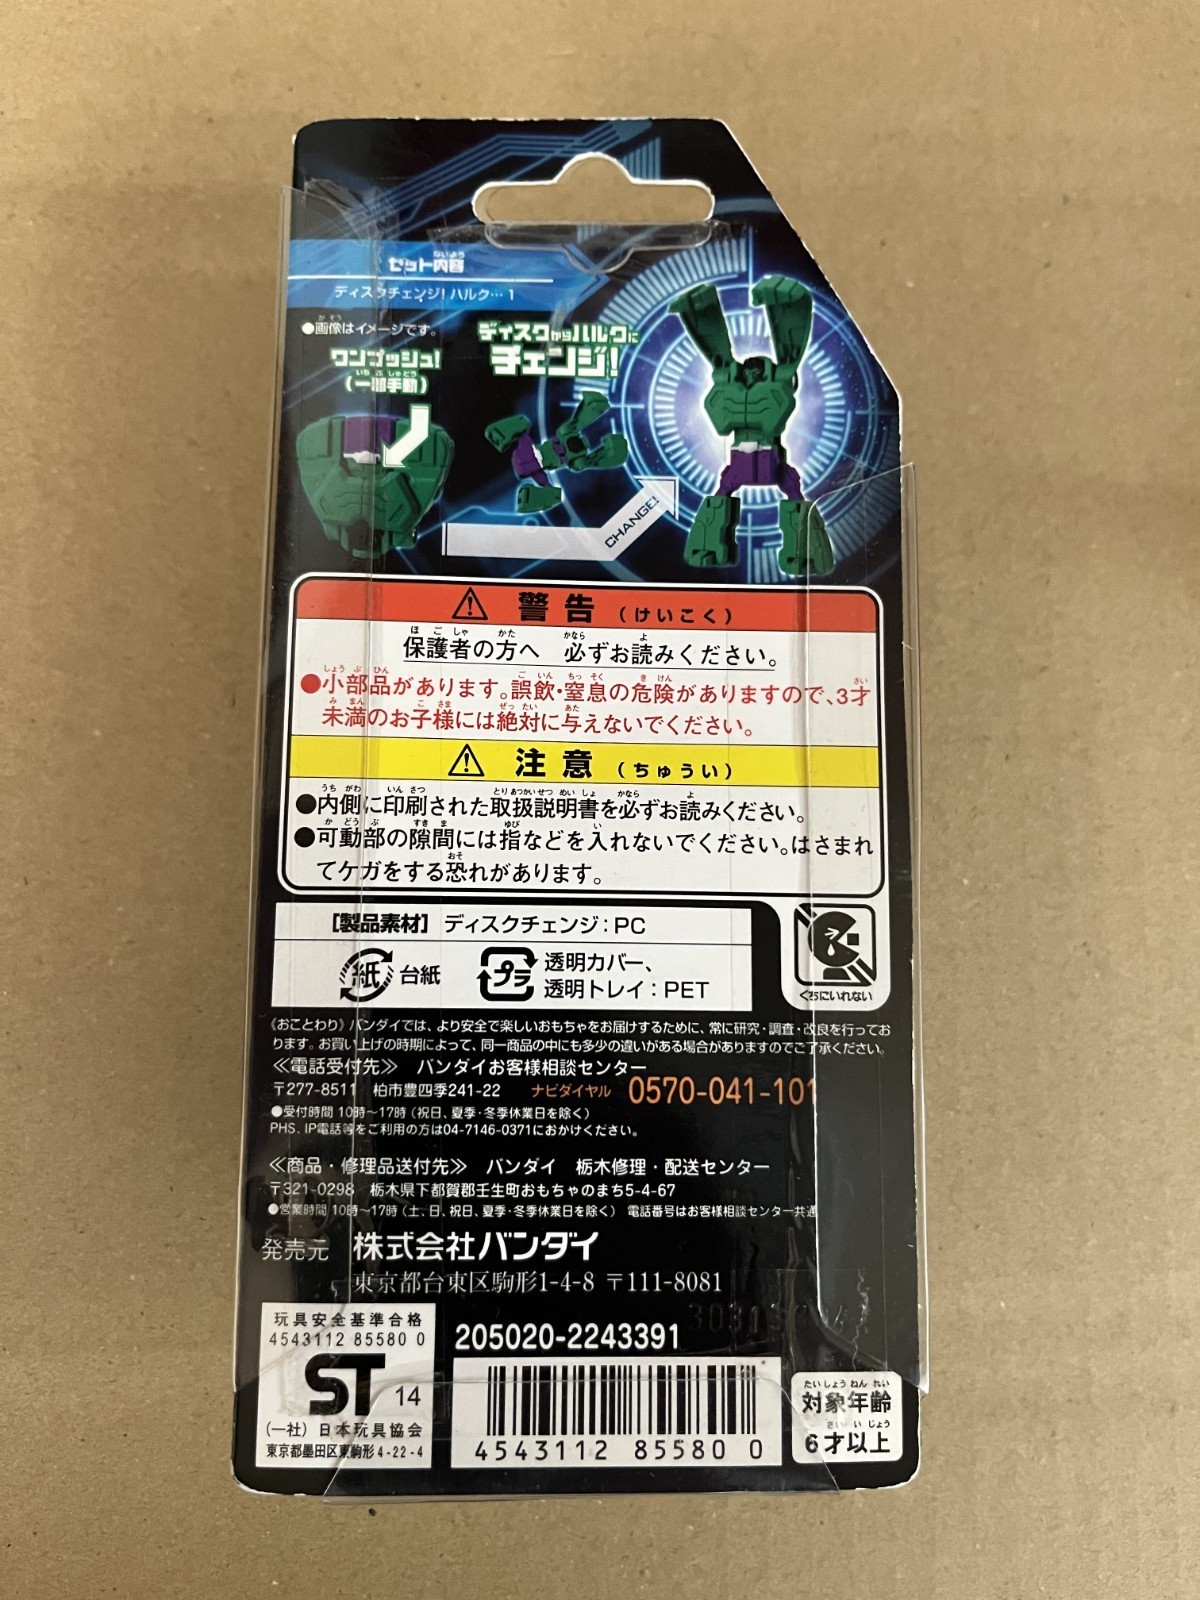 セット内容
ディスクチェンジ! ハルク…1
●画像はイメージです。
ワンプッシュ!
(一部手動)
ディスクからハルクに
チェンジ!
CHANGE!
⚠ 警告 (けいこく)
保護者の方へ 必ずお読みください。
●小部品があります。誤飲・窒息の危険がありますので、3才
未満のお子様には絶対に与えないでください。
⚠ 注意 (ちゅうい)
●内側に印刷された取扱説明書を必ずお読みください。
●可動部の隙間には指などを入れないでください。はさまれ
てケガをする恐れがあります。
[製品素材] ディスクチェンジ:PC
紙 台紙
プラ 透明カバー、
透明トレイ:PET
くちにいれない
《おことわり》バンダイでは、より安全で楽しいおもちゃをお届けするために、常に研究・調査・改良を行ってお
ります。お買い上げの時期によって、同一商品の中にも多少の違いがある場合がありますのでご了承ください。
≪電話受付先≫ バンダイお客様相談センター
〒277-8511 柏市豊四季241-22 ナビダイヤル 0570-041-101
●受付時間 10時~17時 (祝日、夏季・冬季休業日を除く)
PHS、IP電話等をご利用の方は04-7146-0371におかけください。
≪商品・修理品送付先≫ バンダイ 栃木修理・配送センター
〒321-0298 栃木県下都賀郡壬生町おもちゃのまち5-4-67
●営業時間 10時~17時 (土、日、祝日、夏季・冬季休業日を除く) 電話番号はお客様相談センター共通
発売元 株式会社バンダイ
東京都台東区駒形1-4-8 〒111-8081
玩具安全基準合格
4543112 85580 0
ST 14
(一社) 日本玩具協会
東京都墨田区東駒形4-22-4
205020-2243391
4543112 85580 0
対象年齢
6才以上